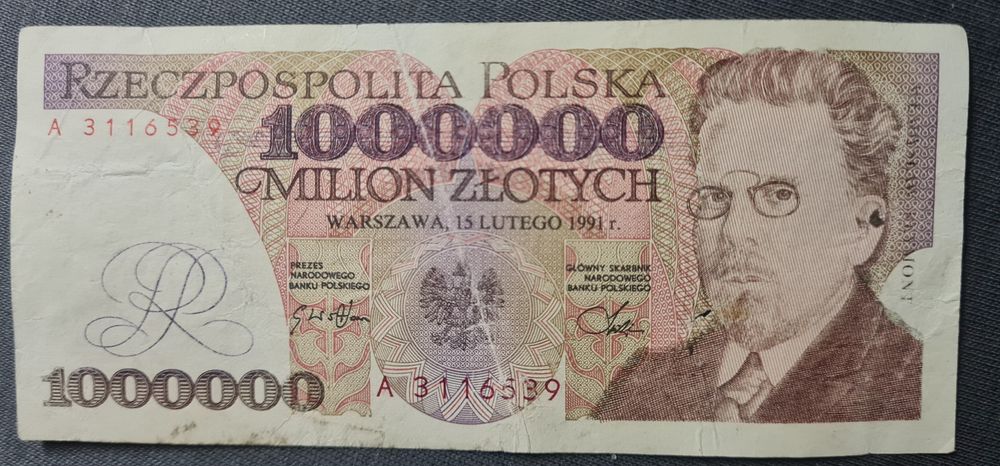 RZECZPOSPOLITA POLSKA
A 3116539
1000000
MILION ZŁOTYCH
WARSZAWA, 15 LUTEGO 1991 r.
PREZES
NARODOWEGO
BANKU POLSKIEGO
GŁÓWNY SKARBNIK
NARODOWEGO
BANKU POLSKIEGO
RP
1000000
A 3116539